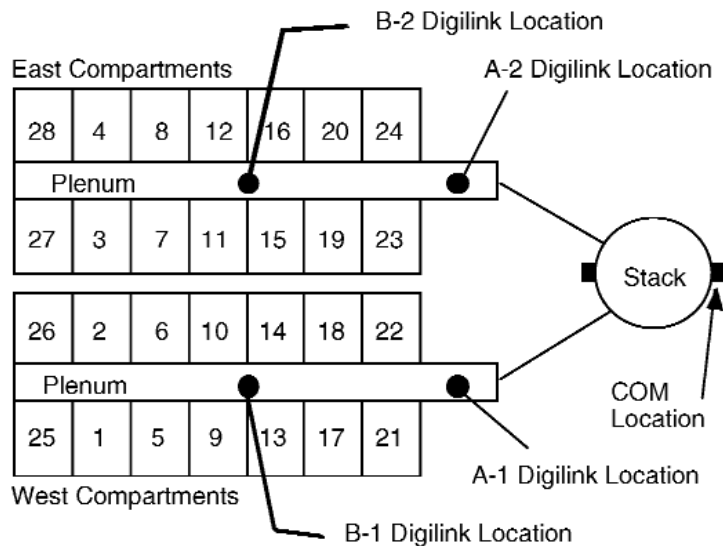 B-2 Digilink Location
East Compartments
A-2 Digilink Location
28 4 8 12 16 20 24
Plenum
27 3 7 11 15 19 23
Stack
26 2 6 10 14 18 22
Plenum
COM
Location
25 1 5 9 13 17 21
A-1 Digilink Location
West Compartments
B-1 Digilink Location